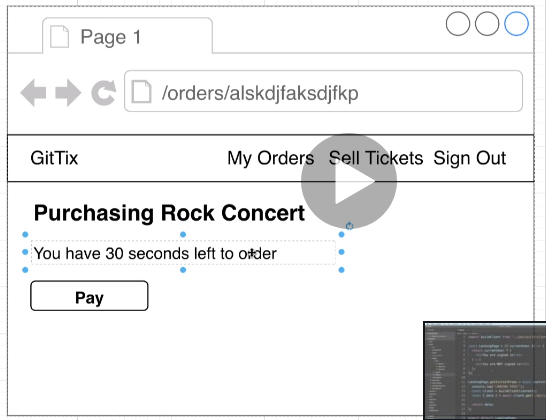 Page 1
/orders/alskdjfaksdjfkp
GitTix My Orders Sell Tickets Sign Out
Purchasing Rock Concert
You have 30 seconds left to order
Pay